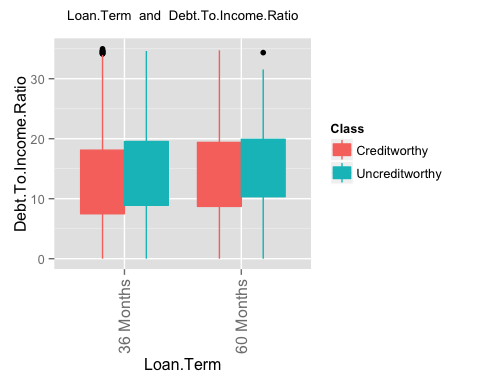 Loan.Term and Debt.To.Income.Ratio
Debt.To.Income.Ratio
30
20
10
0
36 Months
60 Months
Loan.Term
Class
Creditworthy
Uncreditworthy